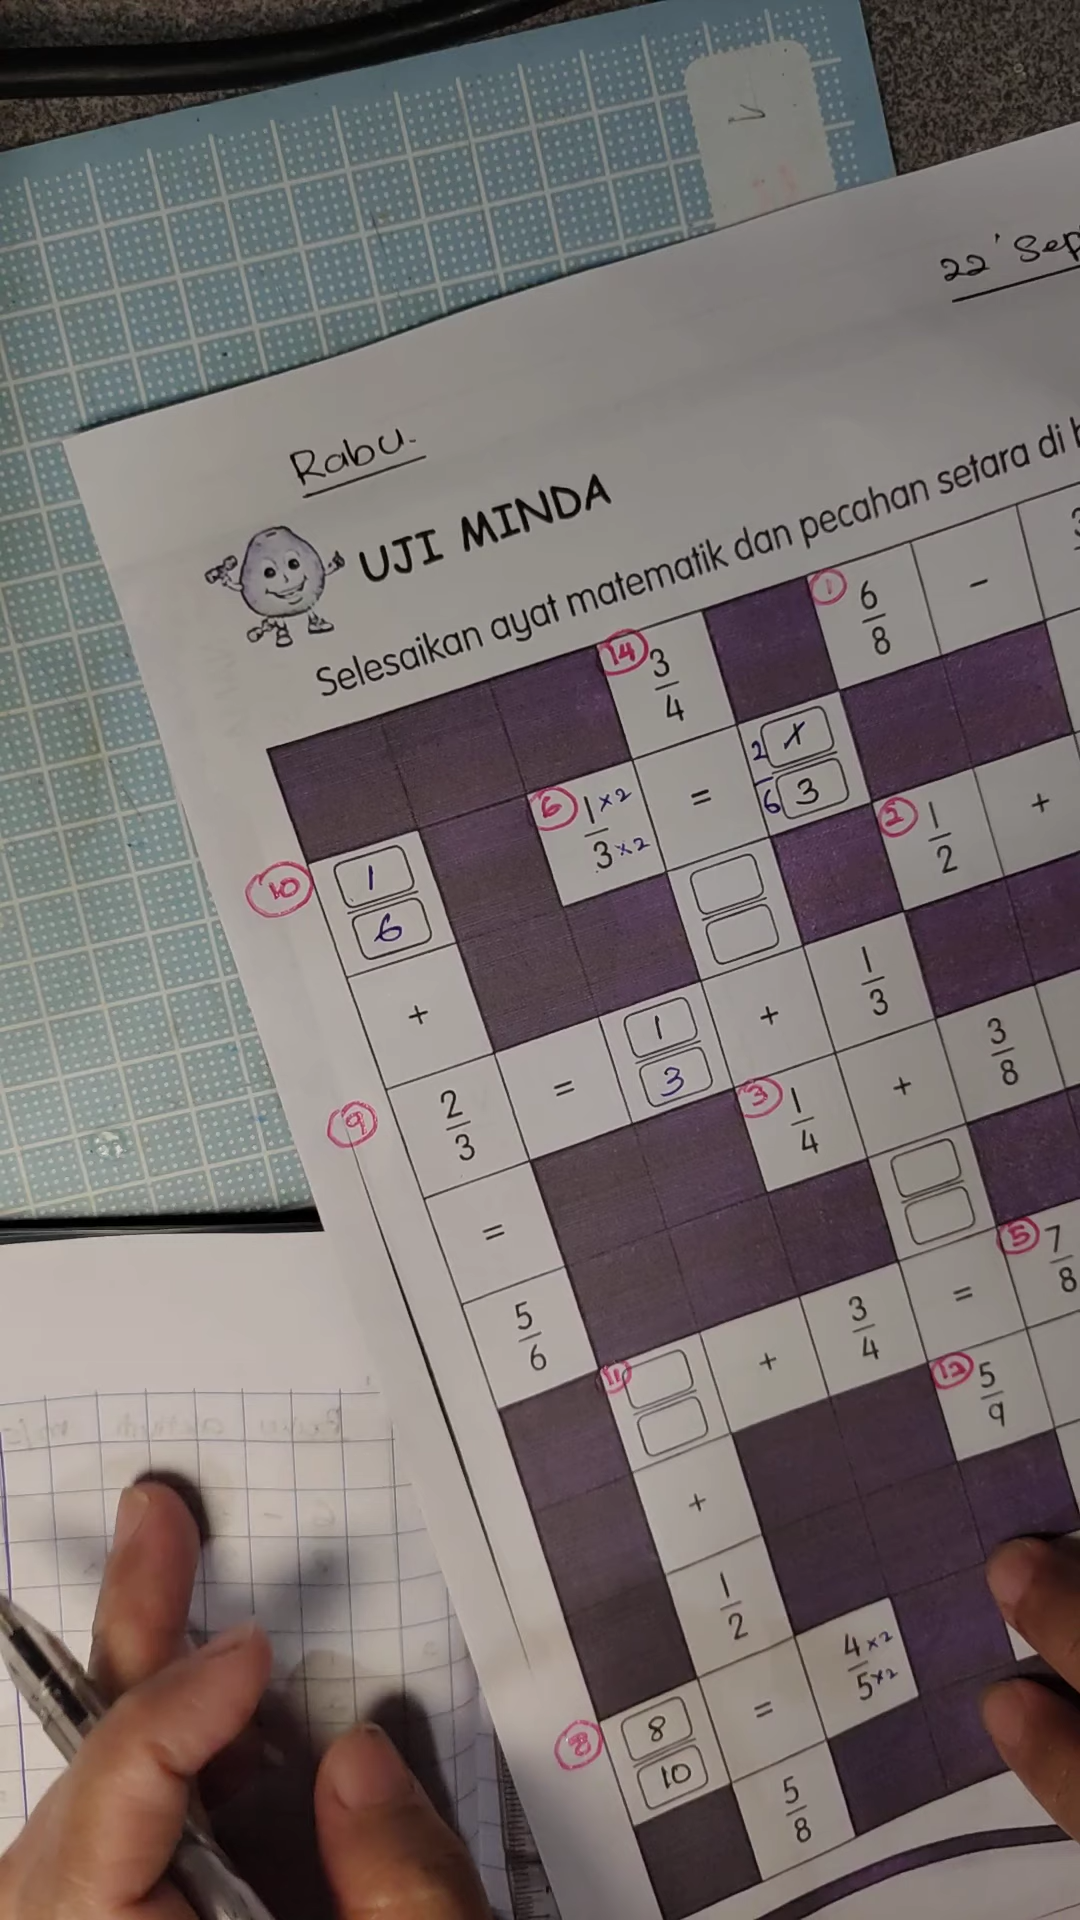 22 Sep
Rabu.
UJI MINDA
Selesaikan ayat matematik dan pecahan setara di
1 6/8 -
14 3/4
6 1 ×2 / 3 ×2 = 2/6 1/3
2 1/2 +
10 1/6
+ 1/3
9 2/3 = 1/3 +
3 1/4 + 3/8
=
5/6
11 + 3/4 = 5 7/8
12 5/9
+
1/2
8 8/10 = 4 ×2 / 5 ×2
5/8